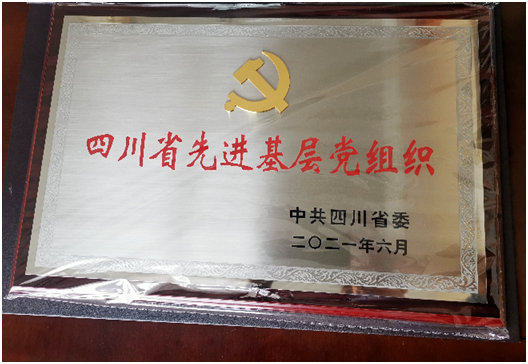 四川省先进基层党组织
中共四川省委
二〇二一年六月